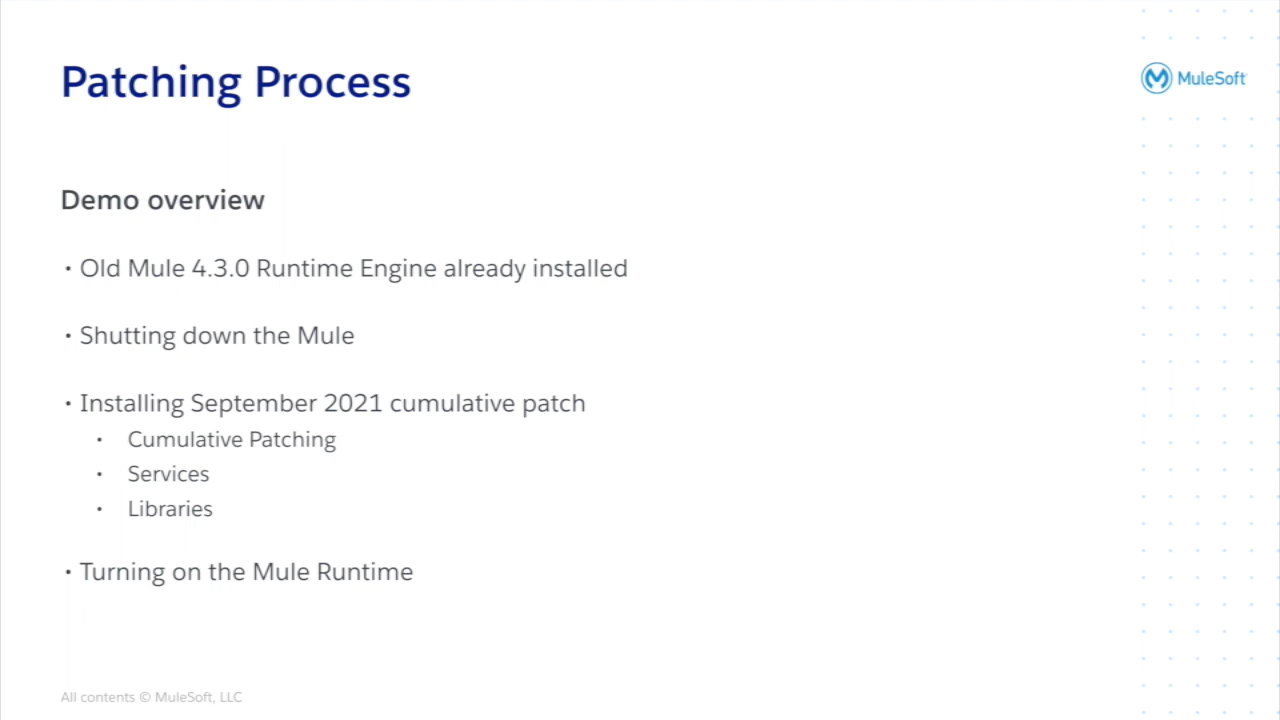 Patching Process
MuleSoft
Demo overview
• Old Mule 4.3.0 Runtime Engine already installed
• Shutting down the Mule
• Installing September 2021 cumulative patch
• Cumulative Patching
• Services
• Libraries
• Turning on the Mule Runtime
All contents © MuleSoft, LLC